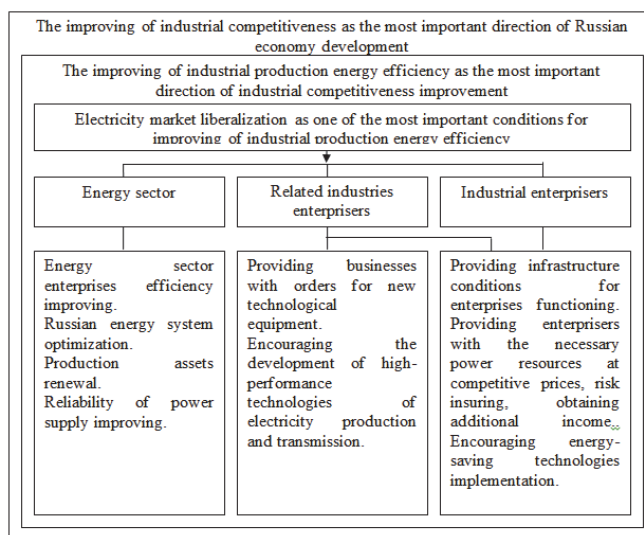 The improving of industrial competitiveness as the most important direction of Russian
economy development
The improving of industrial production energy efficiency as the most important
direction of industrial competitiveness improvement
Electricity market liberalization as one of the most important conditions for
improving of industrial production energy efficiency
Energy sector
Related industries
enterprisers
Industrial enterprisers
Energy sector
enterprises efficiency
improving.
Russian energy system
optimization.
Production assets
renewal.
Reliability of power
supply improving.
Providing businesses
with orders for new
technological
equipment.
Encouraging the
development of high-
performance
technologies of
electricity production
and transmission.
Providing infrastructure
conditions for
enterprises functioning.
Providing enterprisers
with the necessary
power resources at
competitive prices, risk
insuring, obtaining
additional income..
Encouraging energy-
saving technologies
implementation.